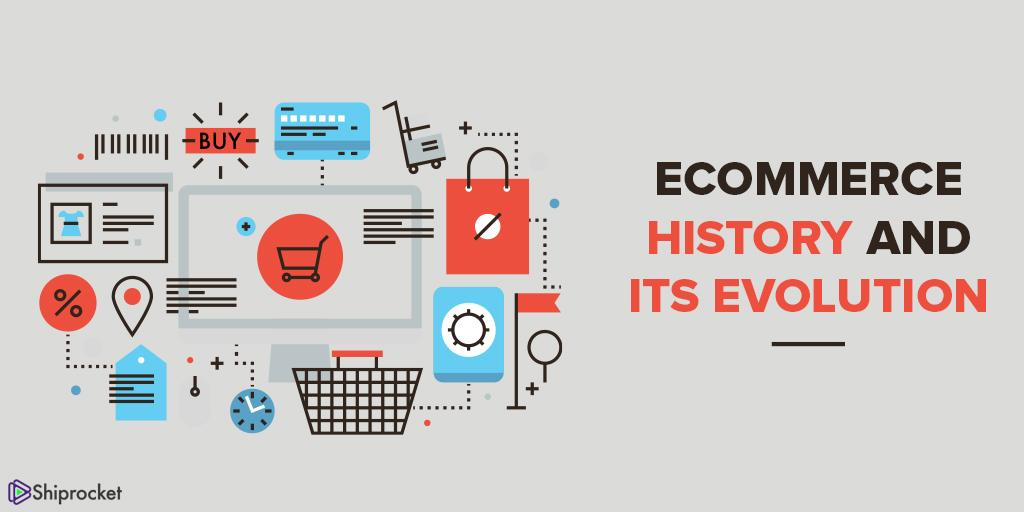 BUY
ECOMMERCE
HISTORY AND
ITS EVOLUTION
Shiprocket